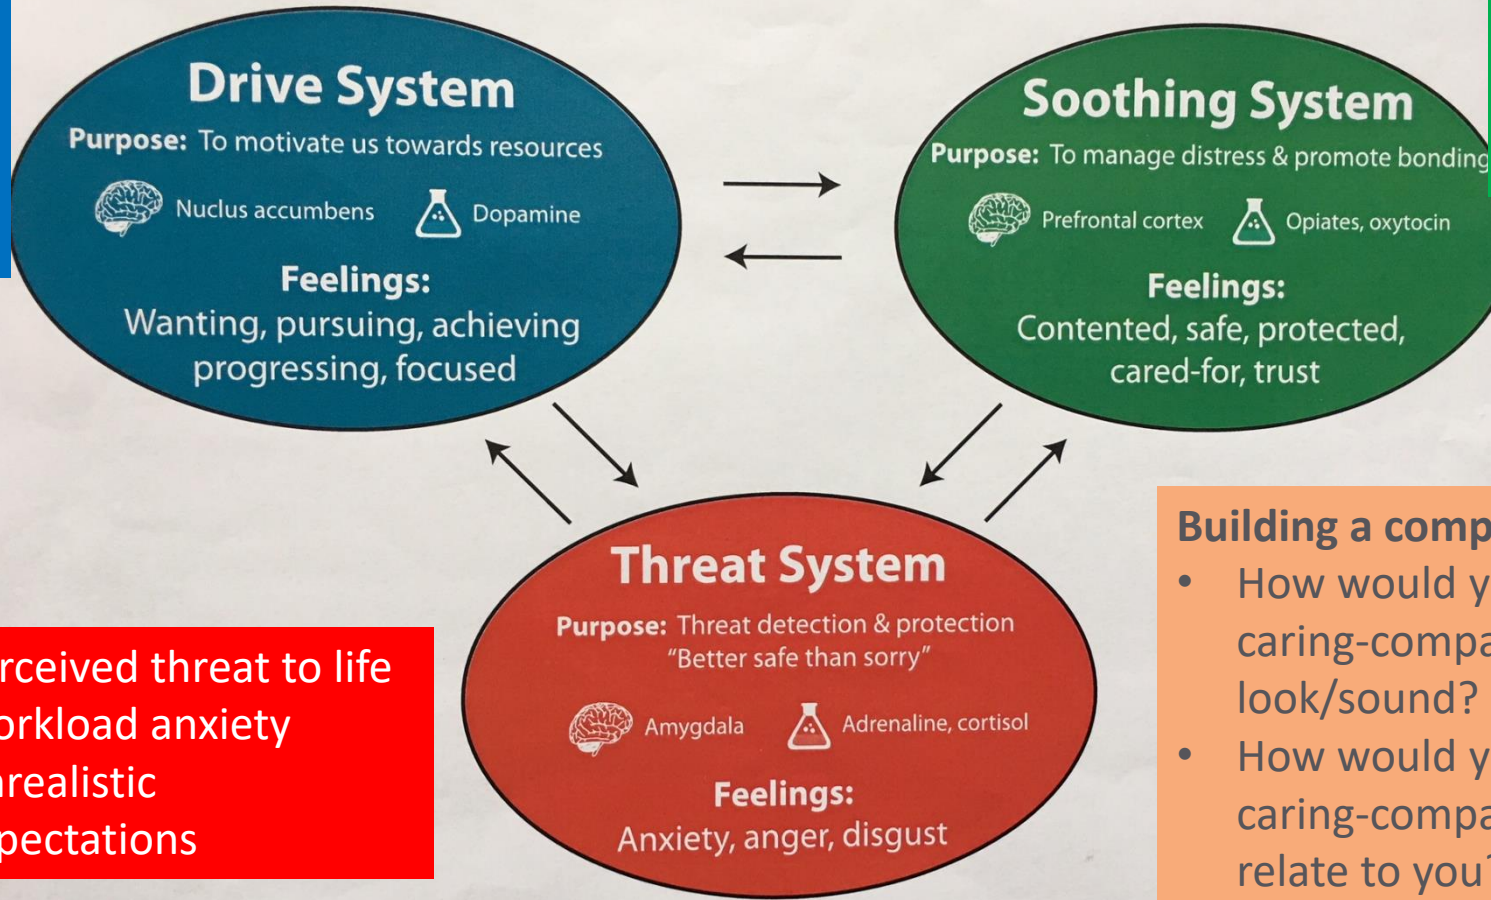 Drive System
Purpose: To motivate us towards resources
Nuclus accumbens
Dopamine
Feelings:
Wanting, pursuing, achieving
progressing, focused
Soothing System
Purpose: To manage distress & promote bonding
Prefrontal cortex
Opiates, oxytocin
Feelings:
Contented, safe, protected,
cared-for, trust
Threat System
Purpose: Threat detection & protection
"Better safe than sorry"
Amygdala
Adrenaline, cortisol
Feelings:
Anxiety, anger, disgust
rceived threat to life
orkload anxiety
realistic
pectations
Building a comp
• How would y
caring-compa
look/sound?
• How would y
caring-compa
relate to you?